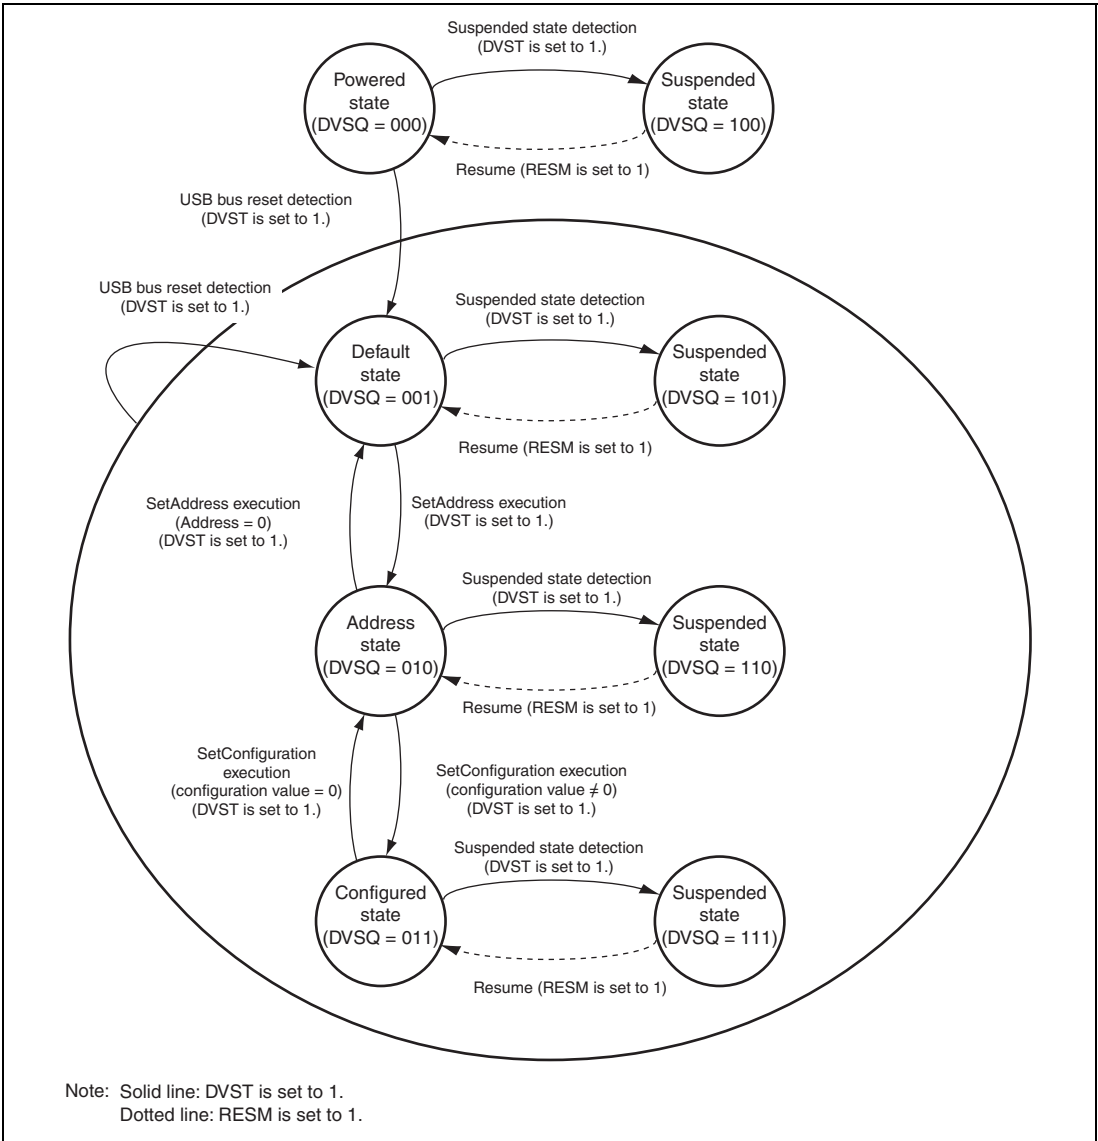 Suspended state detection
(DVST is set to 1.)
Powered
state
(DVSQ = 000)
Suspended
state
(DVSQ = 100)
Resume (RESM is set to 1)
USB bus reset detection
(DVST is set to 1.)
USB bus reset detection
(DVST is set to 1.)
Suspended state detection
(DVST is set to 1.)
Default
state
(DVSQ = 001)
Suspended
state
(DVSQ = 101)
Resume (RESM is set to 1)
SetAddress execution
(Address = 0)
(DVST is set to 1.)
SetAddress execution
(DVST is set to 1.)
Suspended state detection
(DVST is set to 1.)
Address
state
(DVSQ = 010)
Suspended
state
(DVSQ = 110)
Resume (RESM is set to 1)
SetConfiguration
execution
(configuration value = 0)
(DVST is set to 1.)
SetConfiguration execution
(configuration value ≠ 0)
(DVST is set to 1.)
Suspended state detection
(DVST is set to 1.)
Configured
state
(DVSQ = 011)
Suspended
state
(DVSQ = 111)
Resume (RESM is set to 1)
Note: Solid line: DVST is set to 1.
Dotted line: RESM is set to 1.